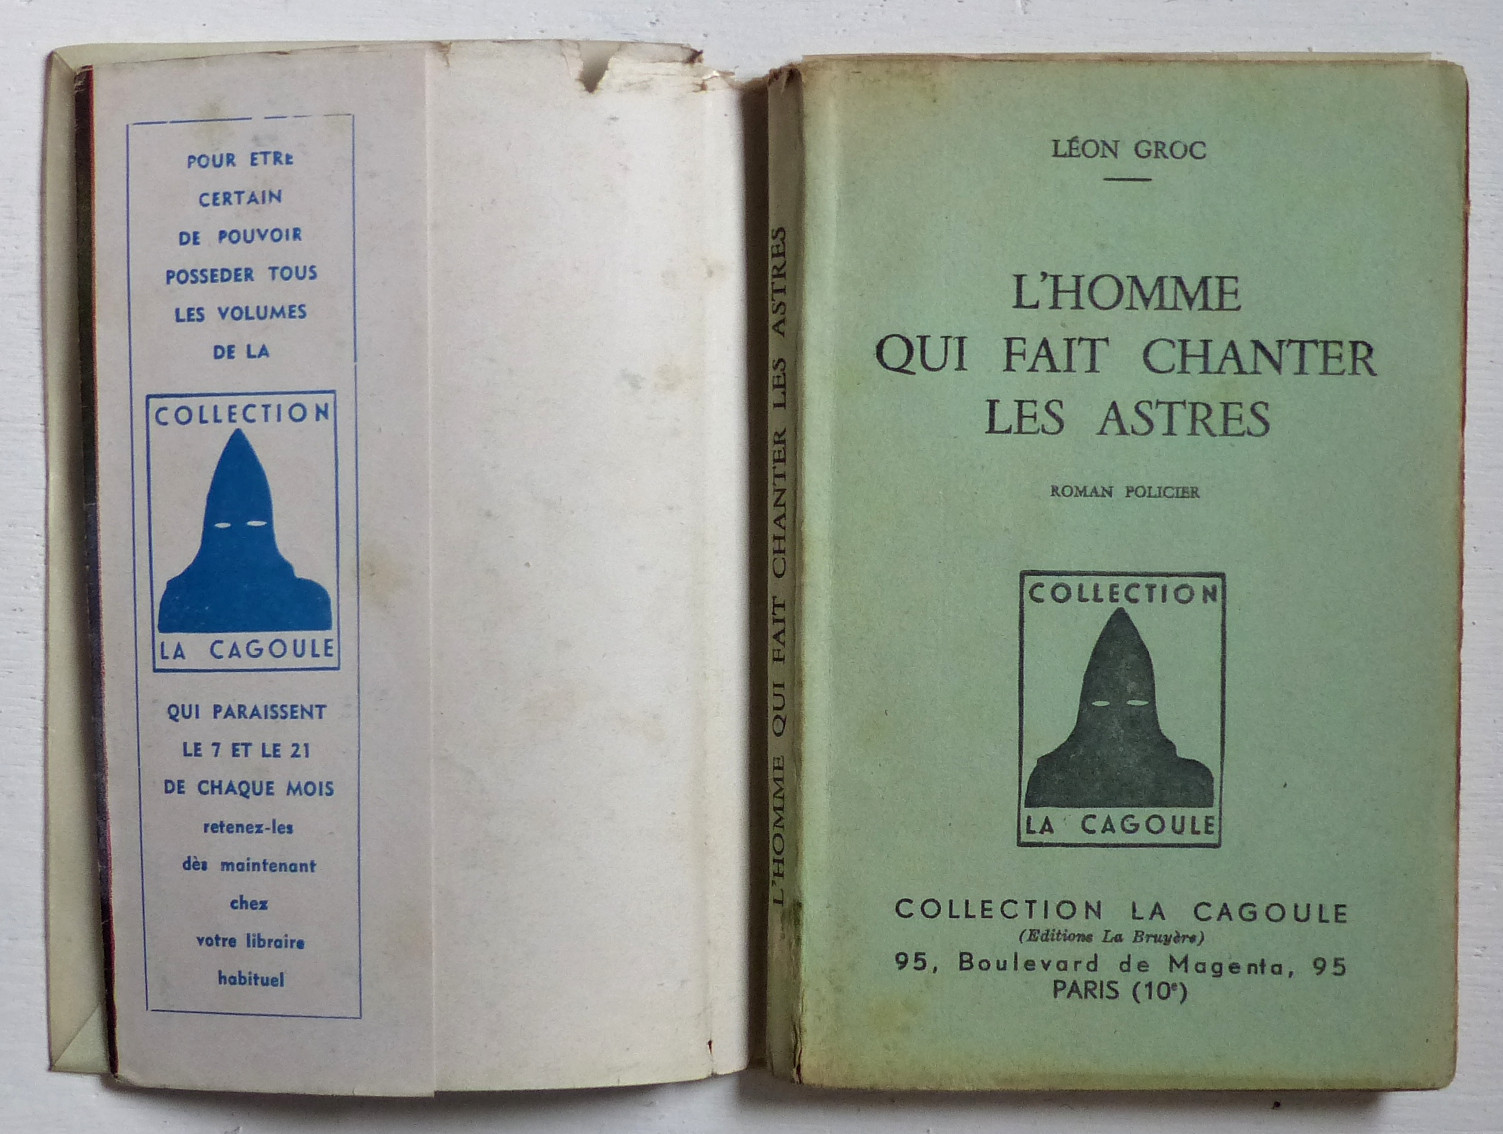 POUR ETRE
CERTAIN
DE POUVOIR
POSSEDER TOUS
LES VOLUMES
DE LA
COLLECTION
LA CAGOULE
QUI PARAISSENT
LE 7 ET LE 21
DE CHAQUE MOIS
retenez-les
dès maintenant
chez
votre libraire
habituel
L'HOMME QUI FAIT CHANTER LES ASTRES
LÉON GROC
L'HOMME
QUI FAIT CHANTER
LES ASTRES
ROMAN POLICIER
COLLECTION
LA CAGOULE
COLLECTION LA CAGOULE
(Editions La Bruyère)
95, Boulevard de Magenta, 95
PARIS (10e)